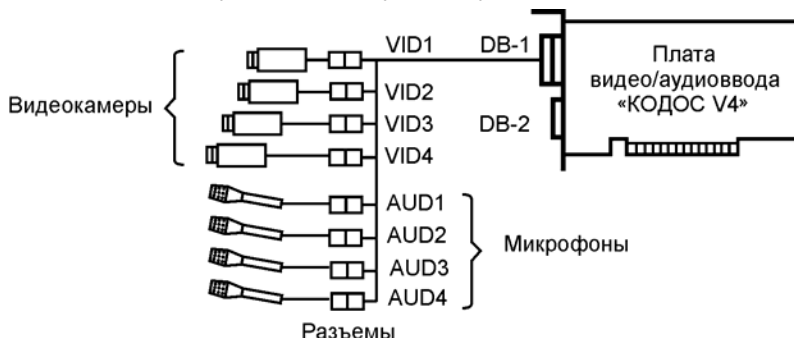 VID1
DB-1
Плата
видео/аудиоввода
«КОДОС V4»
Видеокамеры
VID2
VID3
DB-2
VID4
AUD1
AUD2
Микрофоны
AUD3
AUD4
Разъемы